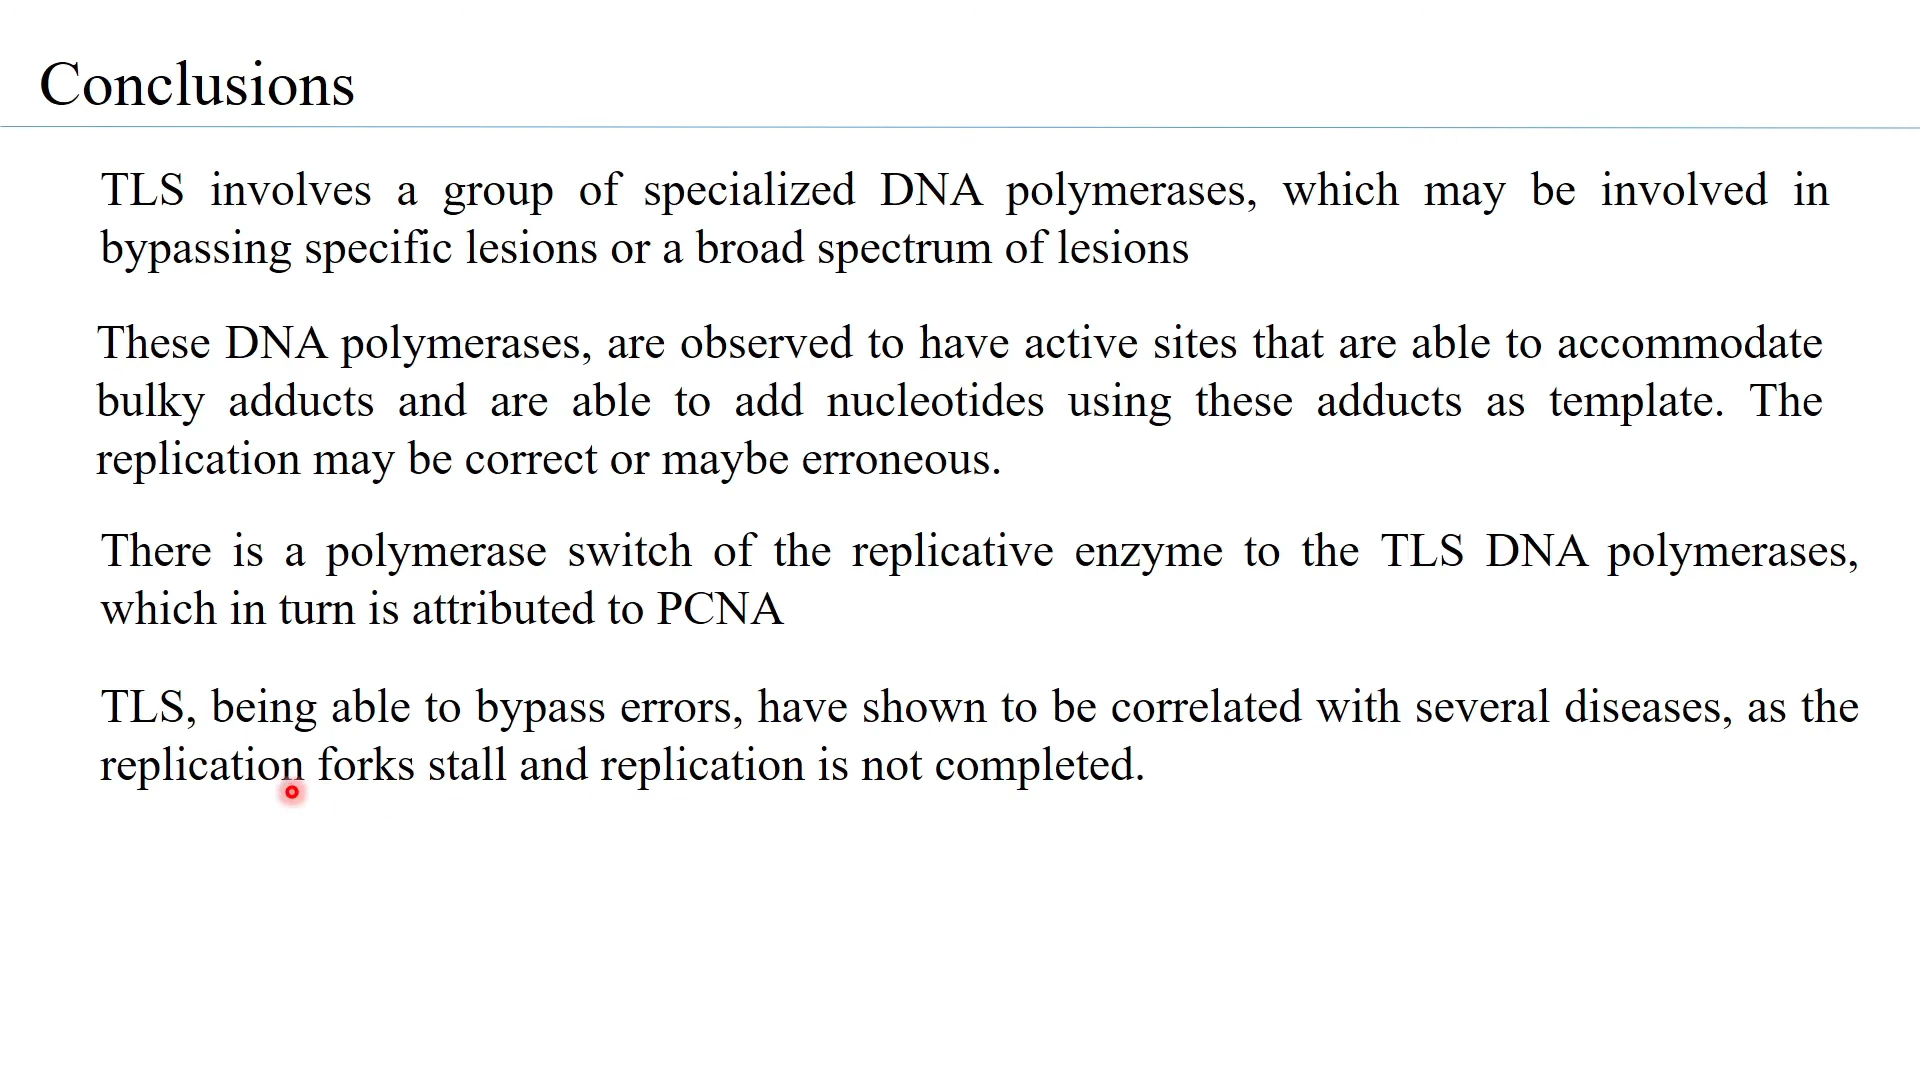 Conclusions
TLS involves a group of specialized DNA polymerases, which may be involved in
bypassing specific lesions or a broad spectrum of lesions
These DNA polymerases, are observed to have active sites that are able to accommodate
bulky adducts and are able to add nucleotides using these adducts as template. The
replication may be correct or maybe erroneous.
There is a polymerase switch of the replicative enzyme to the TLS DNA polymerases,
which in turn is attributed to PCNA
TLS, being able to bypass errors, have shown to be correlated with several diseases, as the
replication forks stall and replication is not completed.